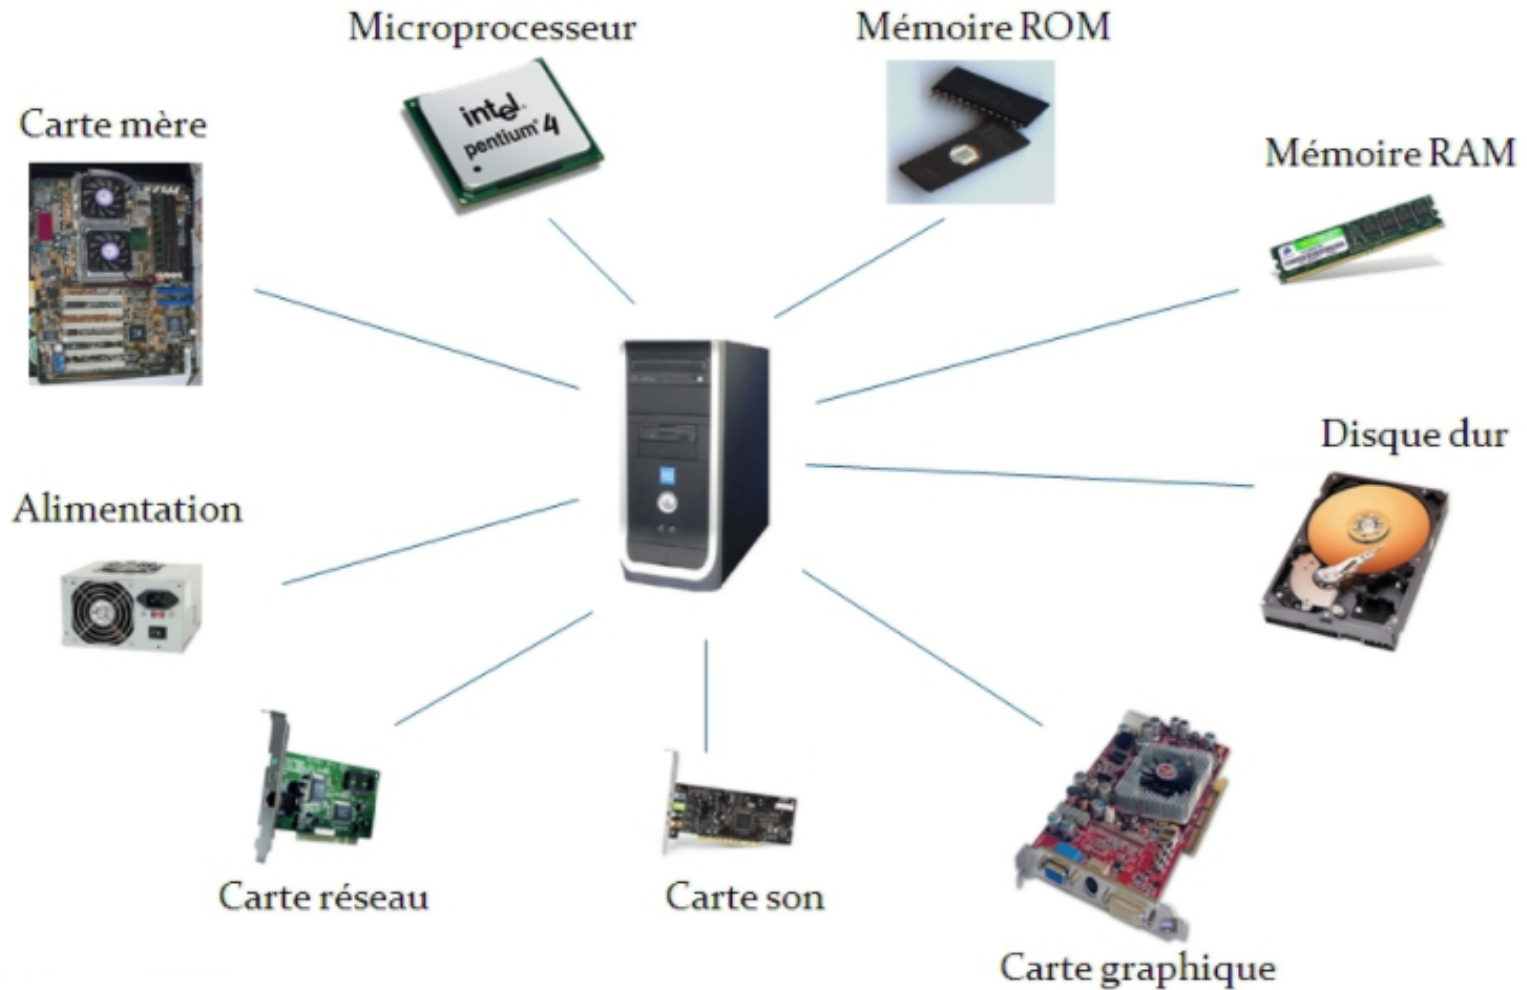 Microprocesseur
Mémoire ROM
Carte mère
intel
pentium 4
Mémoire RAM
Disque dur
Alimentation
Carte réseau
Carte son
Carte graphique